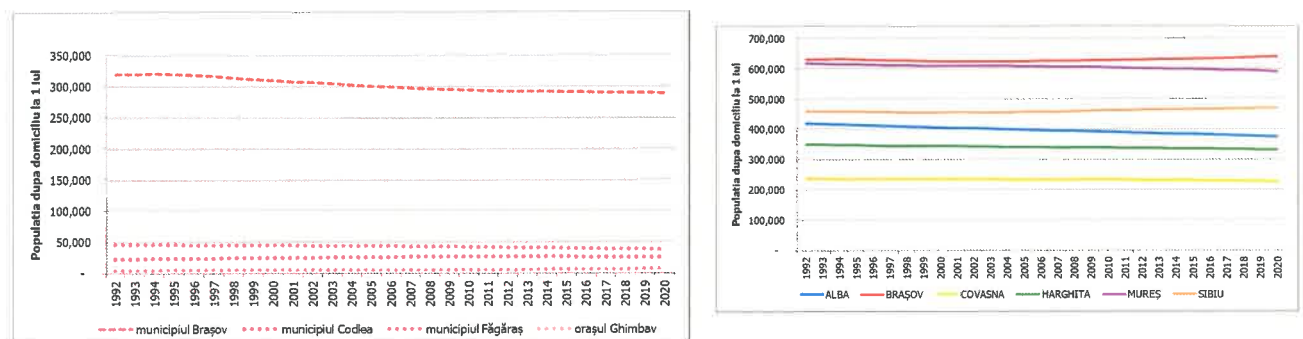 Populatia dupa domiciliu la 1 iul
350,000
300,000
250,000
200,000
150,000
100,000
50,000
-
1992 1993 1994 1995 1996 1997 1998 1999 2000 2001 2002 2003 2004 2005 2006 2007 2008 2009 2010 2011 2012 2013 2014 2015 2016 2017 2018 2019 2020
municipiul Brașov municipiul Codlea municipiul Făgăraș orașul Ghimbav
Populatia dupa domiciliu la 1 iul
700,000
600,000
500,000
400,000
300,000
200,000
100,000
-
1992 1993 1994 1995 1996 1997 1998 1999 2000 2001 2002 2003 2004 2005 2006 2007 2008 2009 2010 2011 2012 2013 2014 2015 2016 2017 2018 2019 2020
ALBA BRAȘOV COVASNA HARGHITA MUREȘ SIBIU